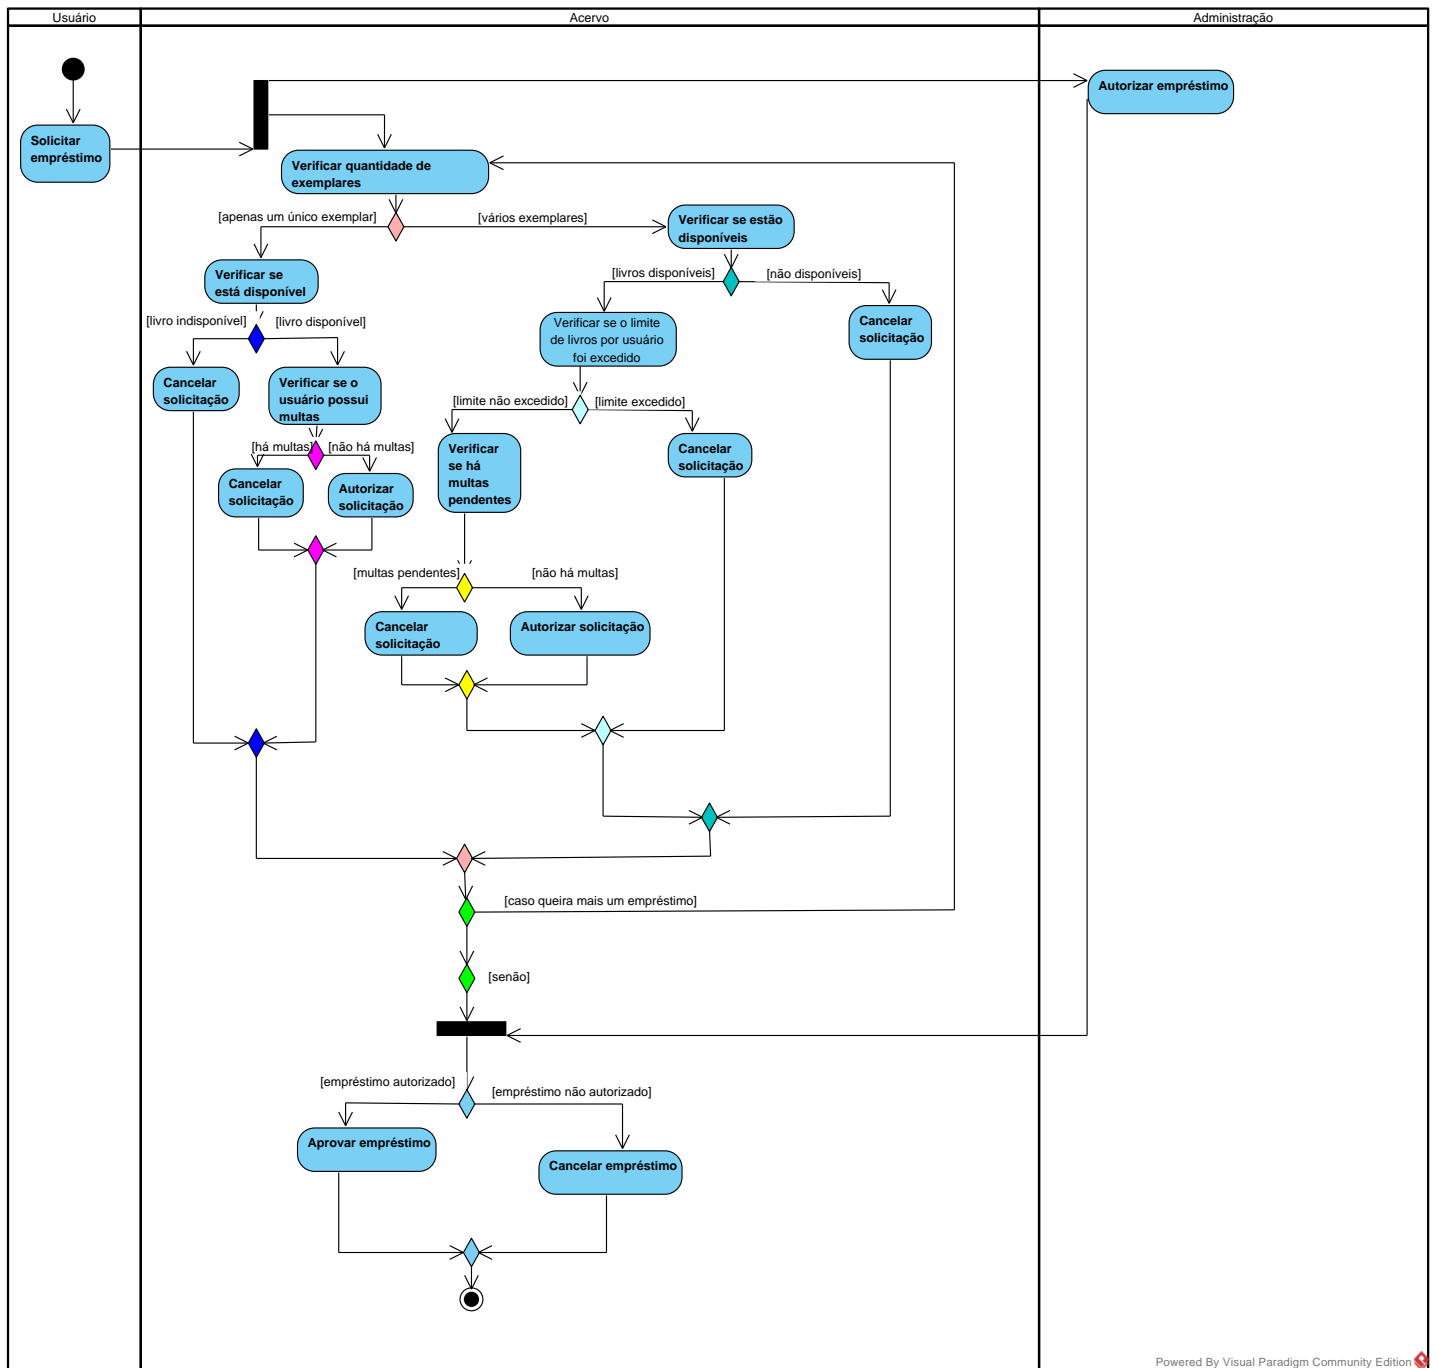 Usuário
Acervo
Administração
Autorizar empréstimo
Solicitar
empréstimo
Verificar quantidade de
exemplares
[apenas um único exemplar]
[vários exemplares]
Verificar se estão
disponíveis
Verificar se
está disponível
[livros disponíveis]
[não disponíveis]
[livro indisponível]
[livro disponível]
Verificar se o limite
de livros por usuário
foi excedido
Cancelar
solicitação
Cancelar
solicitação
Verificar se o
usuário possui
multas
[limite não excedido]
[limite excedido]
[há multas]
[não há multas]
Verificar
se há
multas
pendentes
Cancelar
solicitação
Cancelar
solicitação
Autorizar
solicitação
[multas pendentes]
[não há multas]
Cancelar
solicitação
Autorizar solicitação
[caso queira mais um empréstimo]
[senão]
[empréstimo autorizado]
[empréstimo não autorizado]
Aprovar empréstimo
Cancelar empréstimo
Powered By Visual Paradigm Community Edition